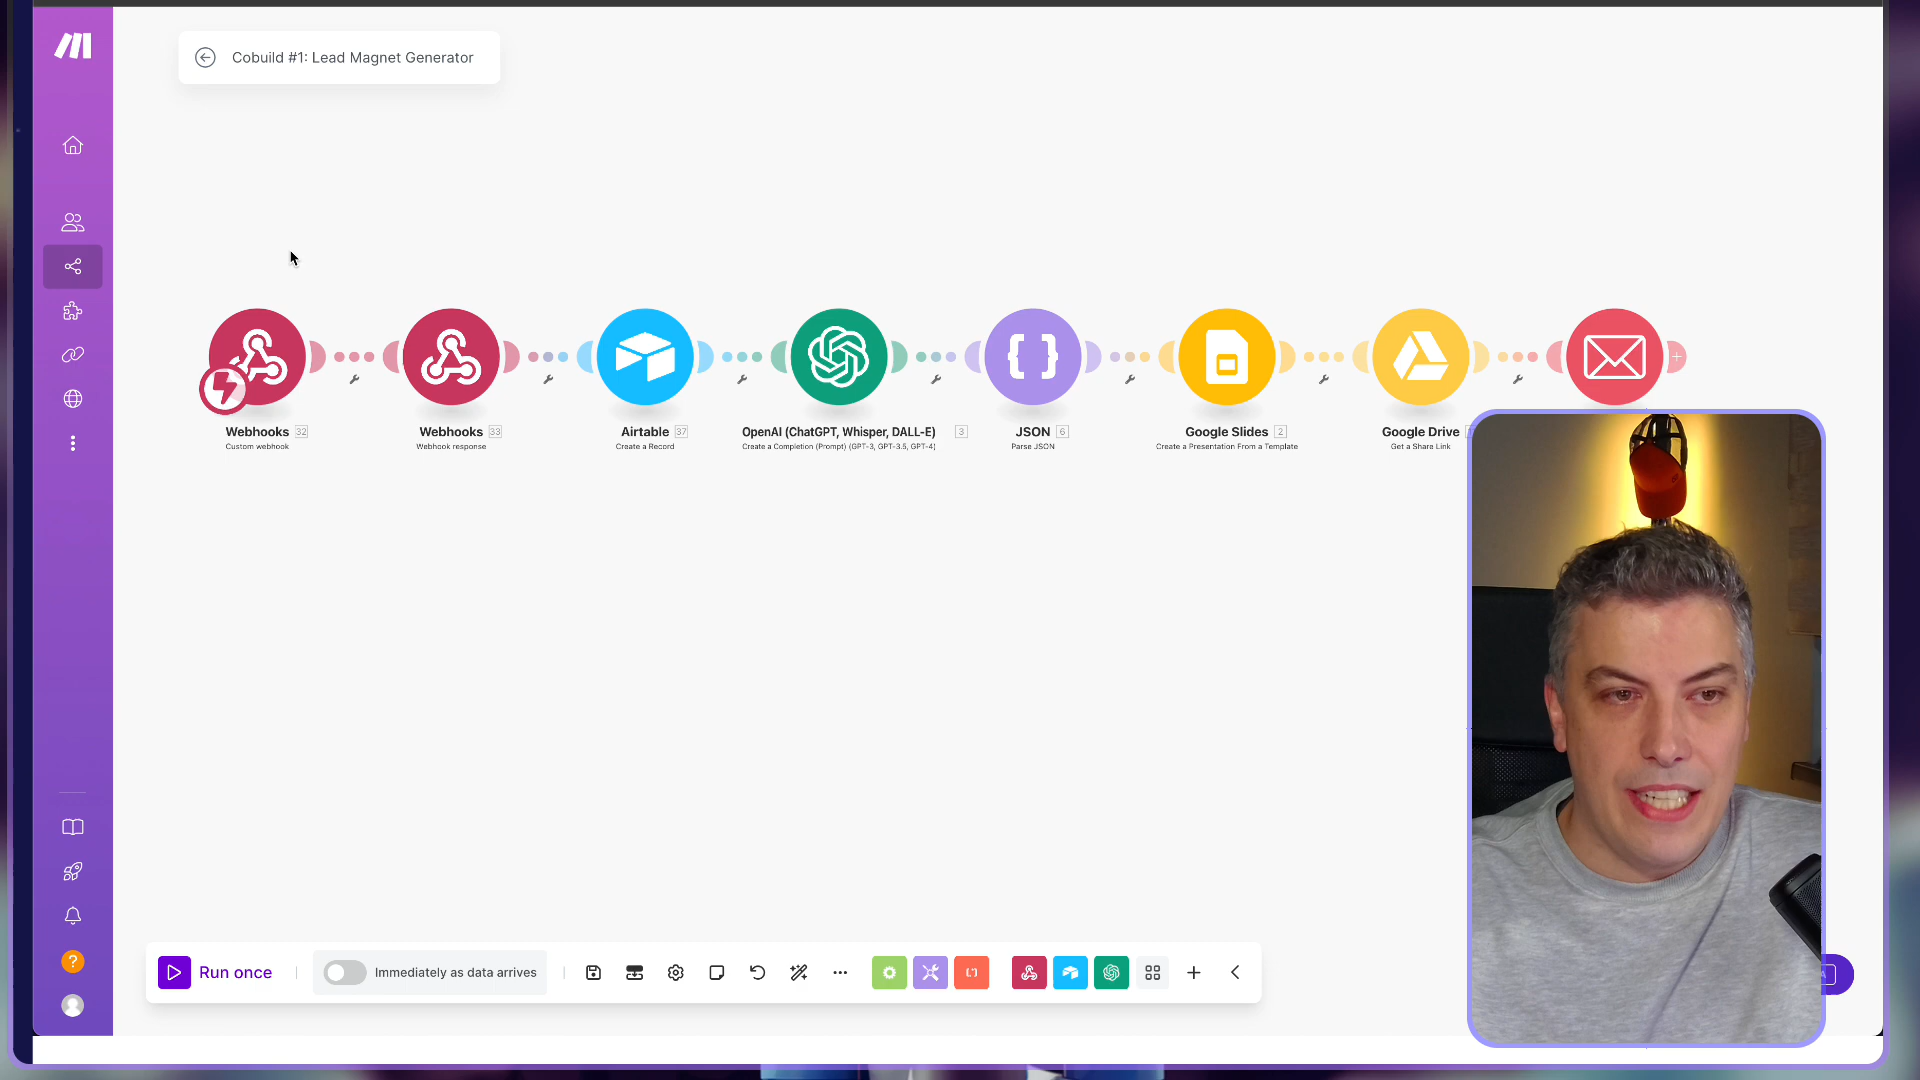 Cobuild #1: Lead Magnet Generator
Webhooks 32
Custom webhook
Webhooks 33
Webhook response
Airtable 37
Create a Record
OpenAI (ChatGPT, Whisper, DALL-E) 3
Create a Completion (Prompt) (GPT-3, GPT-3.5, GPT-4)
JSON 6
Parse JSON
Google Slides 2
Create a Presentation From a Template
Google Drive
Get a Share Link
Run once
Immediately as data arrives